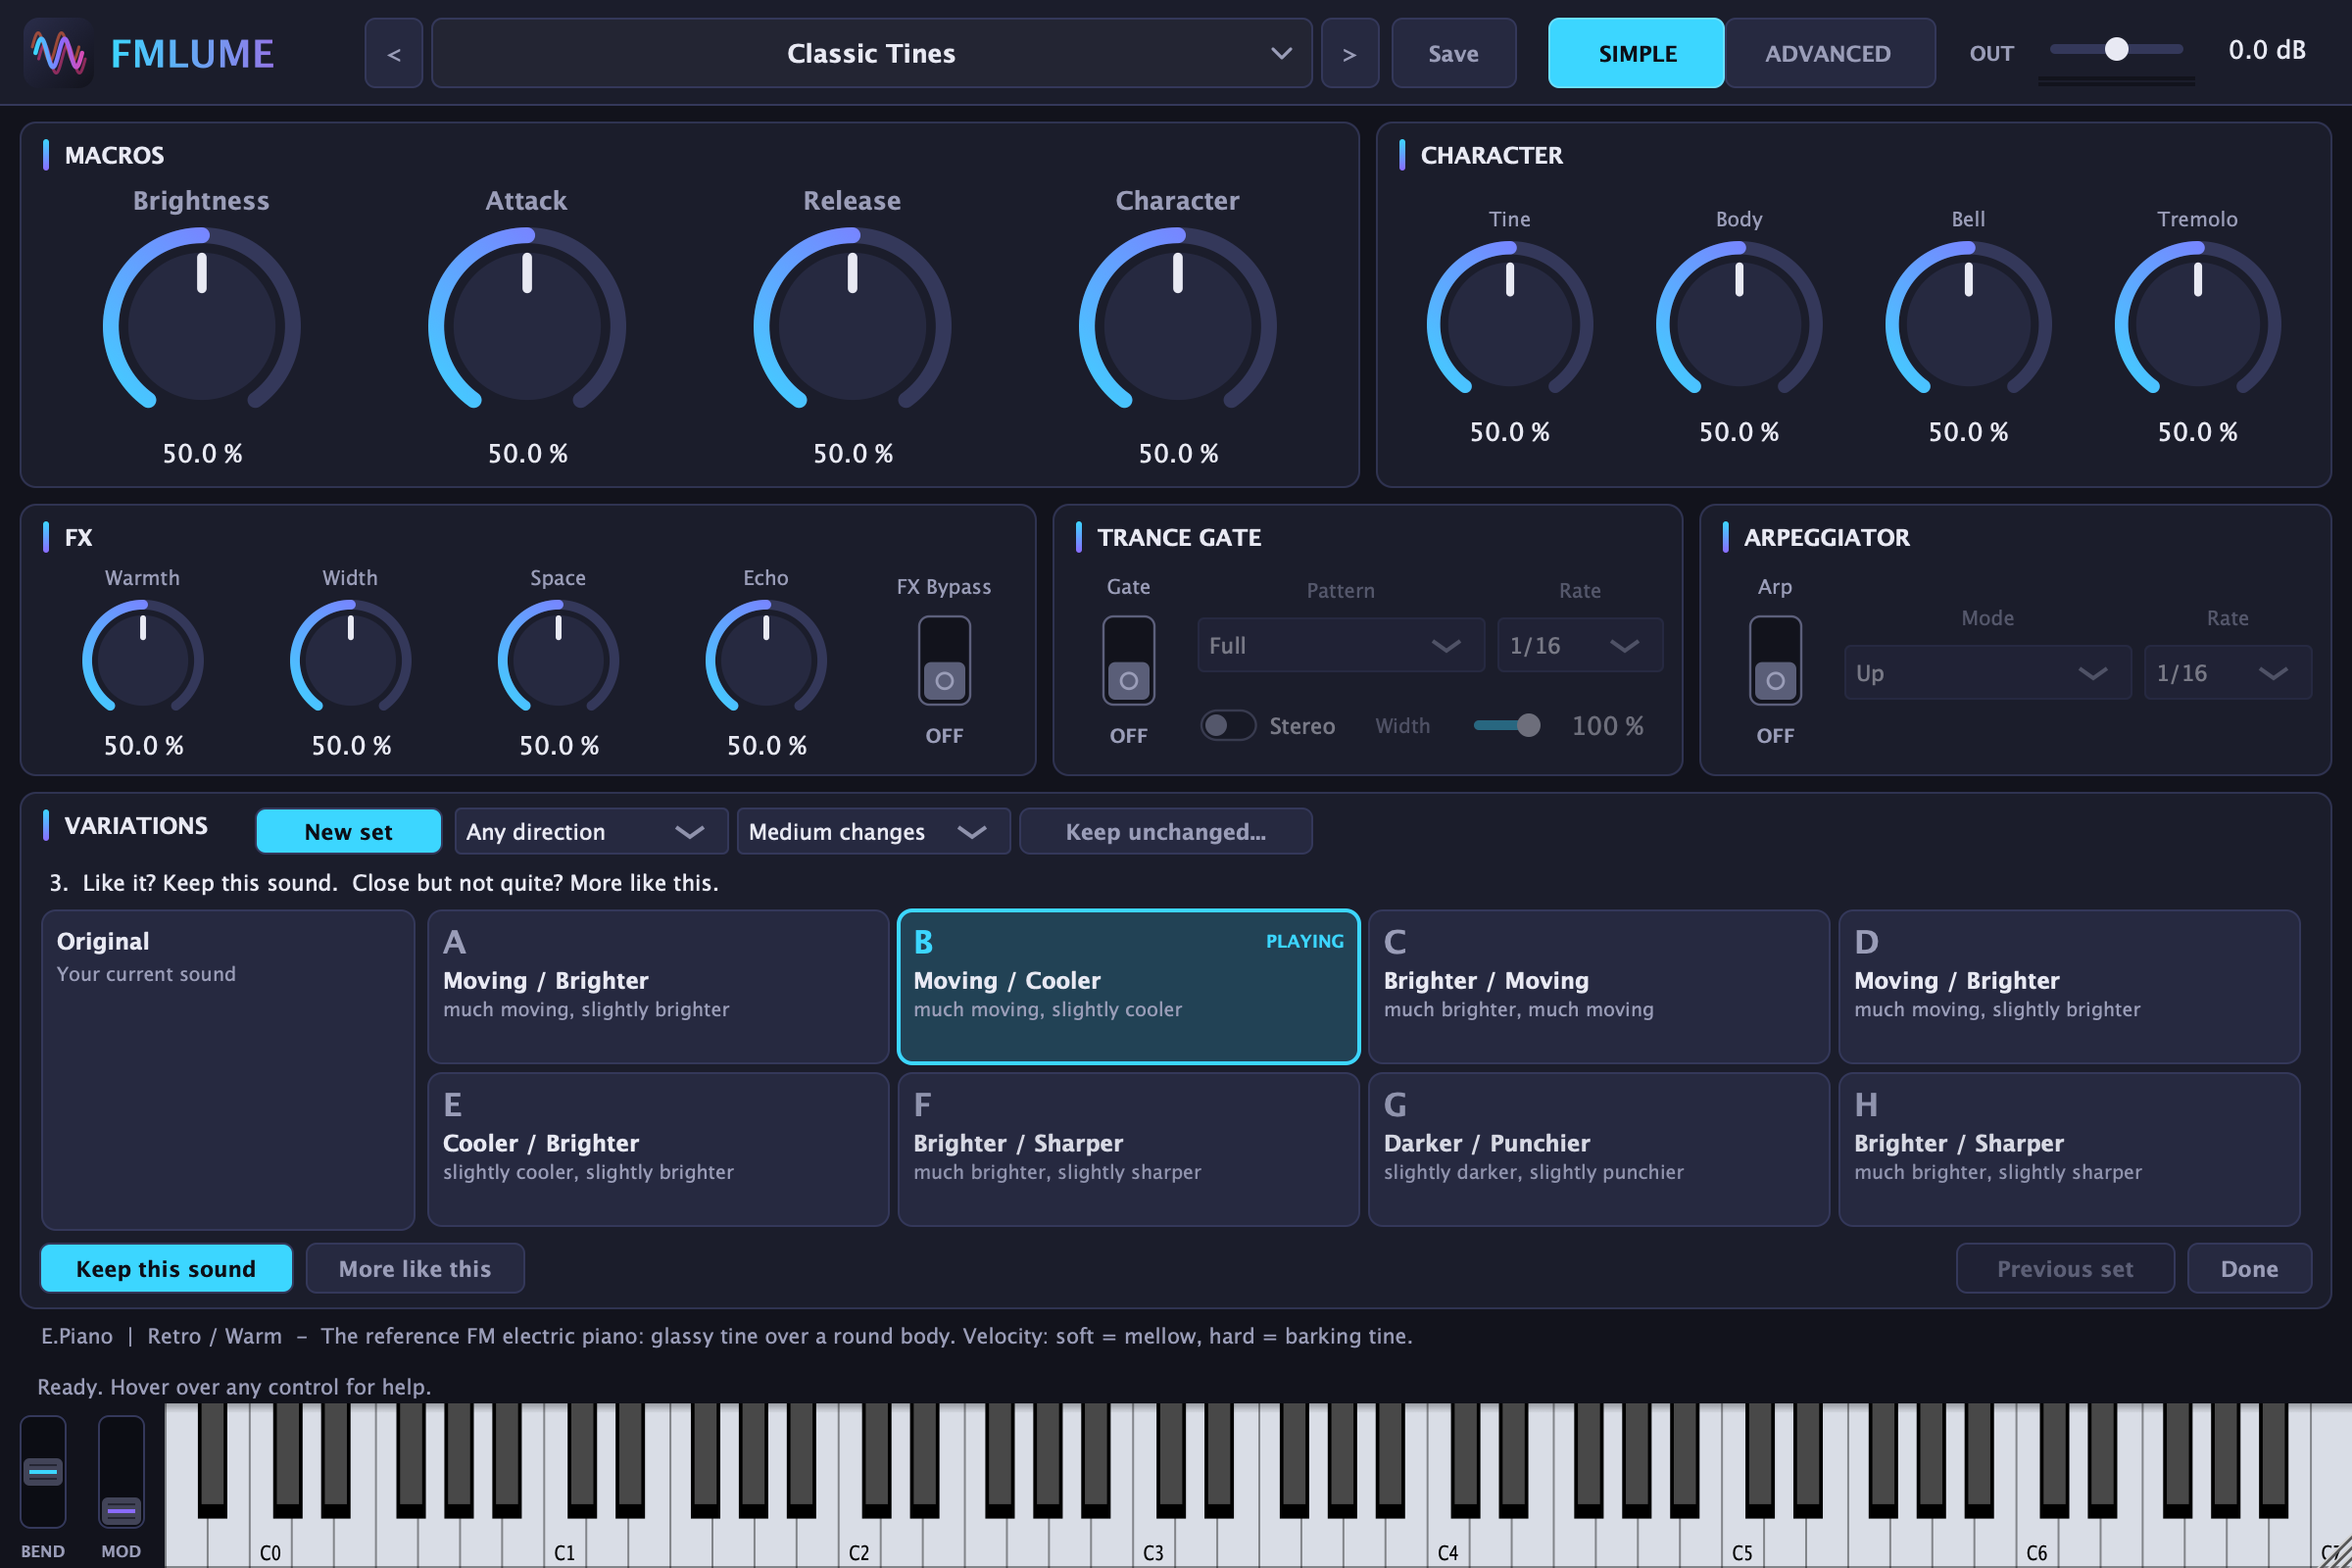 FMLUME
<
Classic Tines
>
Save
SIMPLE
ADVANCED
OUT
0.0 dB
MACROS
Brightness
Attack
Release
Character
50.0 %
50.0 %
50.0 %
50.0 %
CHARACTER
Tine
Body
Bell
Tremolo
50.0 %
50.0 %
50.0 %
50.0 %
FX
Warmth
Width
Space
Echo
FX Bypass
50.0 %
50.0 %
50.0 %
50.0 %
OFF
TRANCE GATE
Gate
Pattern
Rate
Full
1/16
OFF
Stereo
Width
100 %
ARPEGGIATOR
Arp
Mode
Rate
Up
1/16
OFF
VARIATIONS
New set
Any direction
Medium changes
Keep unchanged...
3. Like it? Keep this sound. Close but not quite? More like this.
Original
Your current sound
A
Moving / Brighter
much moving, slightly brighter
B
PLAYING
Moving / Cooler
much moving, slightly cooler
C
Brighter / Moving
much brighter, much moving
D
Moving / Brighter
much moving, slightly brighter
E
Cooler / Brighter
slightly cooler, slightly brighter
F
Brighter / Sharper
much brighter, slightly sharper
G
Darker / Punchier
slightly darker, slightly punchier
H
Brighter / Sharper
much brighter, slightly sharper
Keep this sound
More like this
Previous set
Done
E.Piano | Retro / Warm – The reference FM electric piano: glassy tine over a round body. Velocity: soft = mellow, hard = barking tine.
Ready. Hover over any control for help.
BEND
MOD
C0
C1
C2
C3
C4
C5
C6
C7